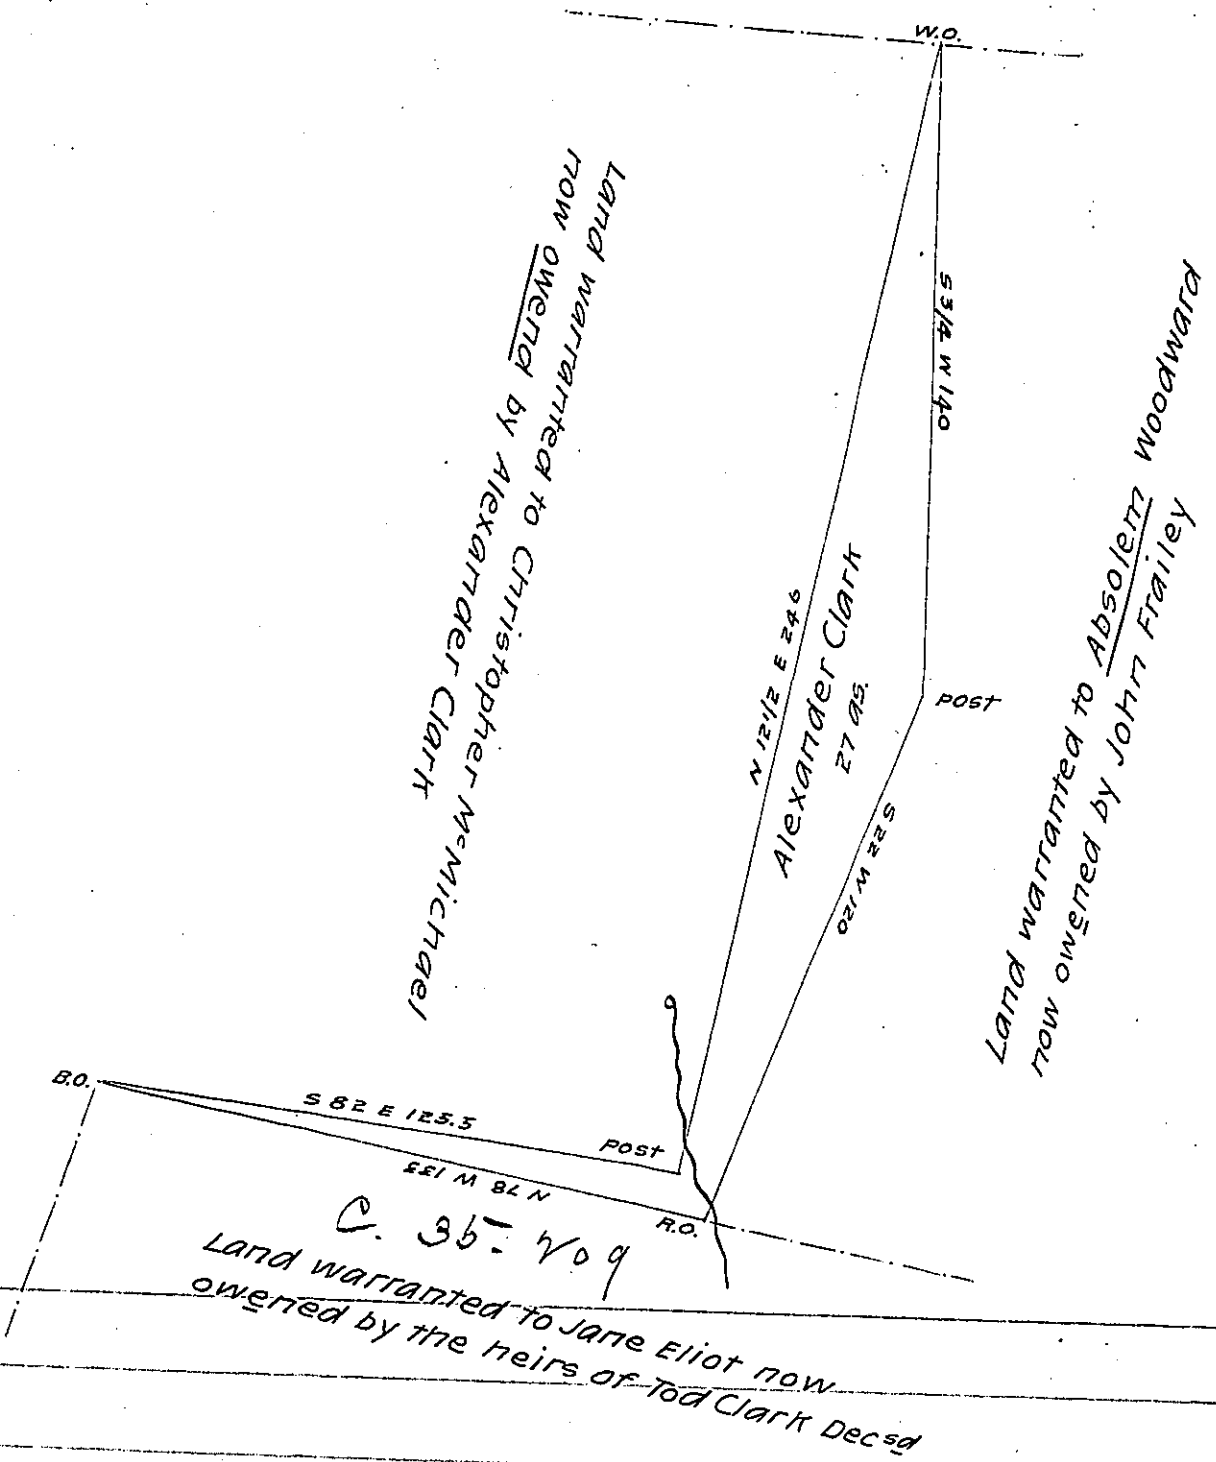 W.O.
Land warranted to Christopher McMichael
now owend by Alexander Clark
S 3/4 W 140
Land warranted to Absolem Woodward
now owened by John Frailey
N 12 1/2 E 246
Alexander Clark
27 as.
Post
S 22 W 120
B.O.
S 82 E 125.5
Post
N 78 W 133
R.O.
C. 35- 209
Land warranted to Jane Eliot now
owened by the heirs of Tod Clark Decsd